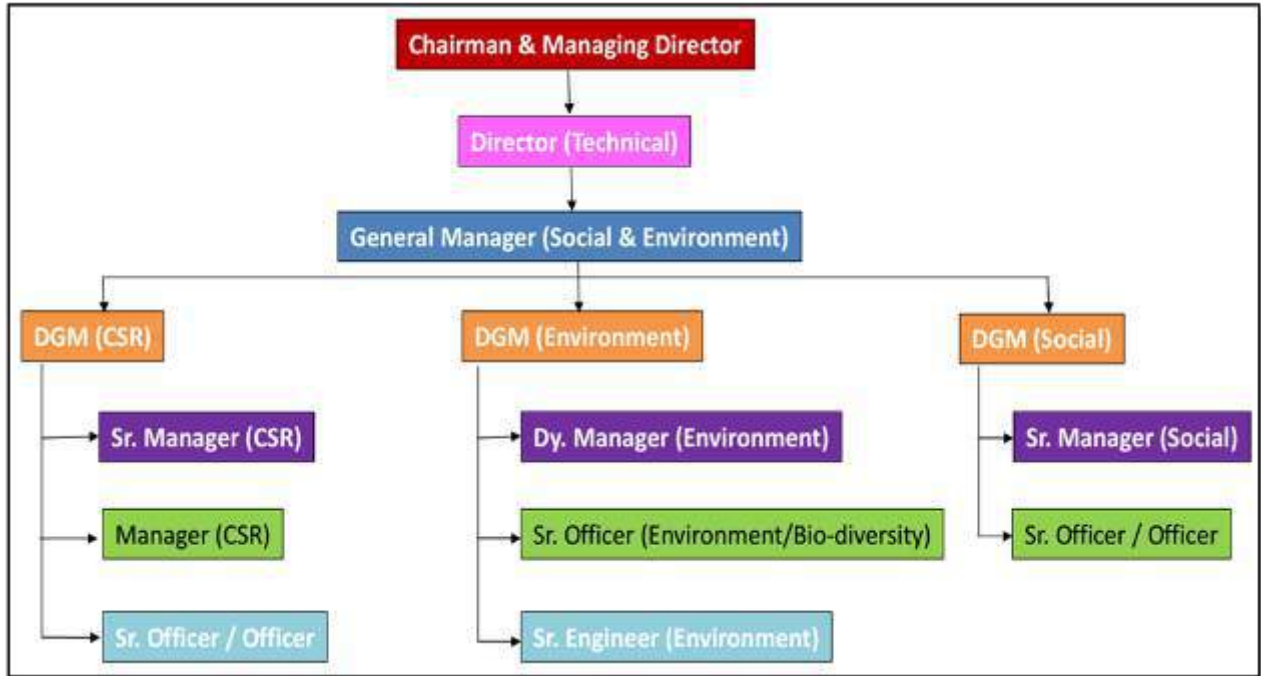 Chairman & Managing Director
Director (Technical)
General Manager (Social & Environment)
DGM (CSR)
DGM (Environment)
DGM (Social)
Sr. Manager (CSR)
Dy. Manager (Environment)
Sr. Manager (Social)
Manager (CSR)
Sr. Officer (Environment/Bio-diversity)
Sr. Officer / Officer
Sr. Officer / Officer
Sr. Engineer (Environment)